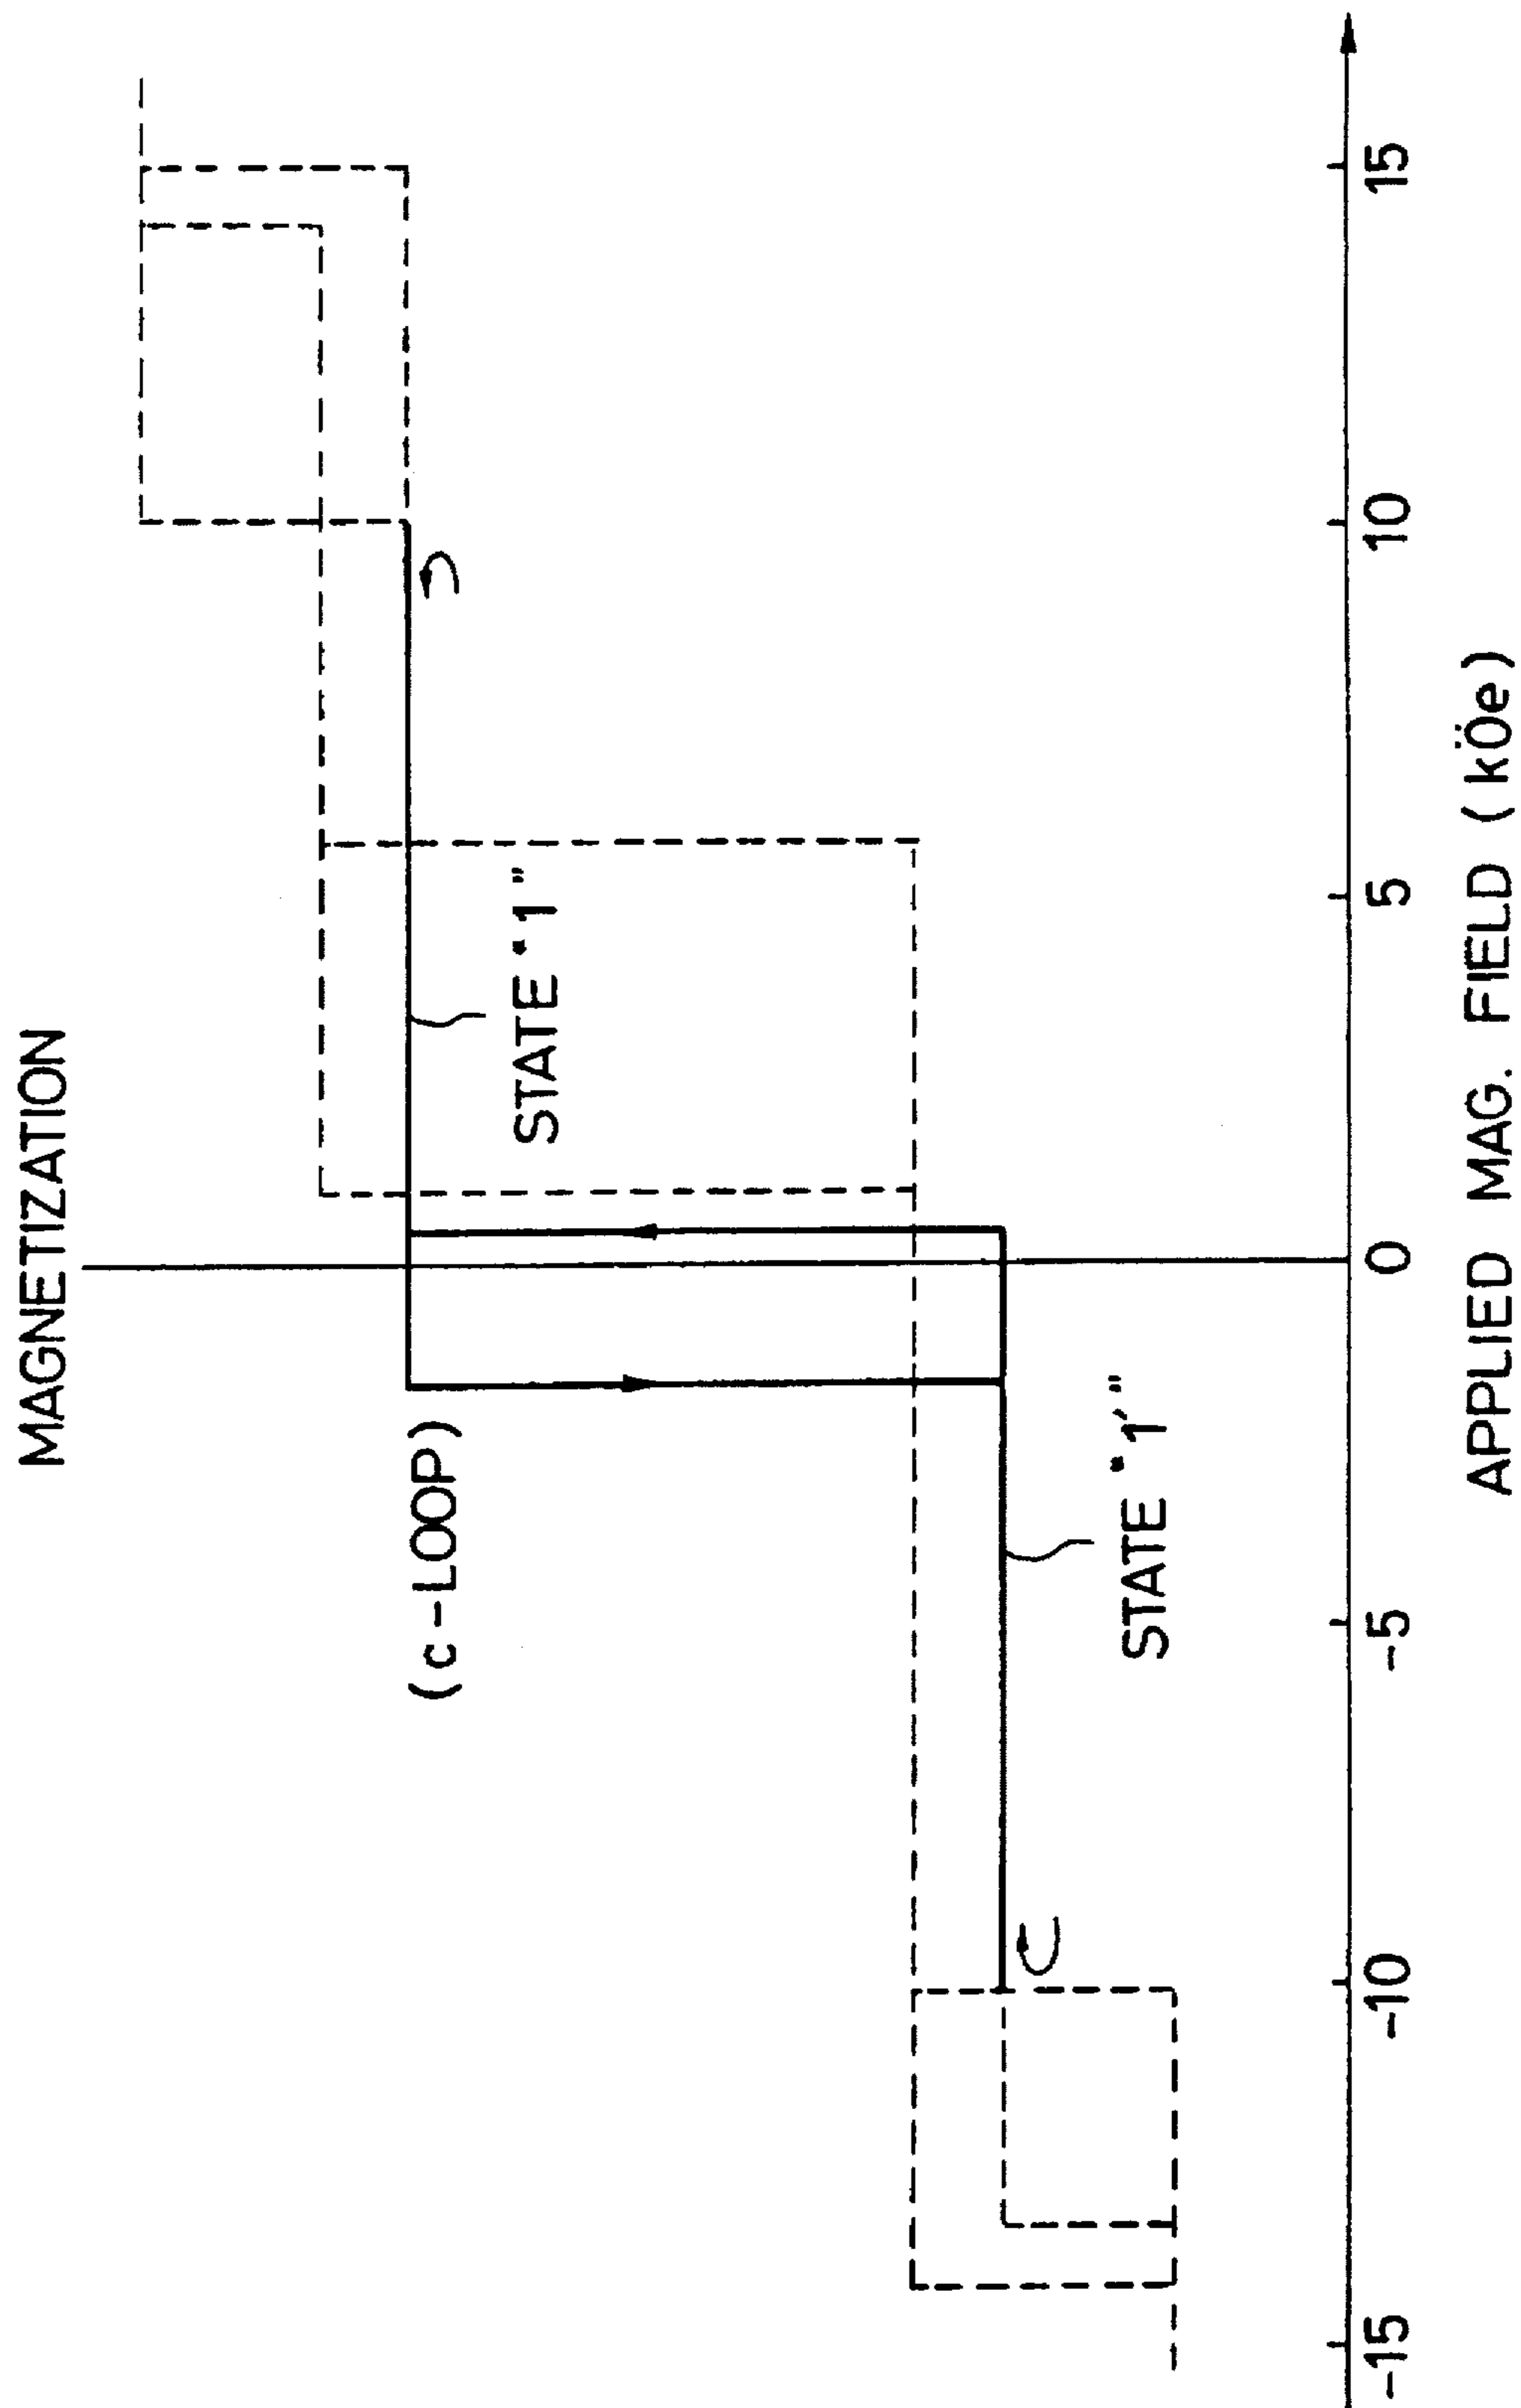 MAGNETIZATION
(c-LOOP)
STATE "1"
STATE "1'"
-15
-10
-5
0
5
10
15
APPLIED MAG. FIELD (kÖe)